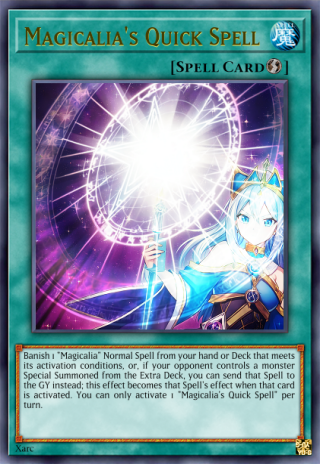 Magicalia's Quick Spell
魔
[Spell Card]
Banish 1 "Magicalia" Normal Spell from your hand or Deck that meets
its activation conditions, or, if your opponent controls a monster
Special Summoned from the Extra Deck, you can send that Spell to
the GY instead; this effect becomes that Spell's effect when that card
is activated. You can only activate 1 "Magicalia's Quick Spell" per
turn.
Xarc